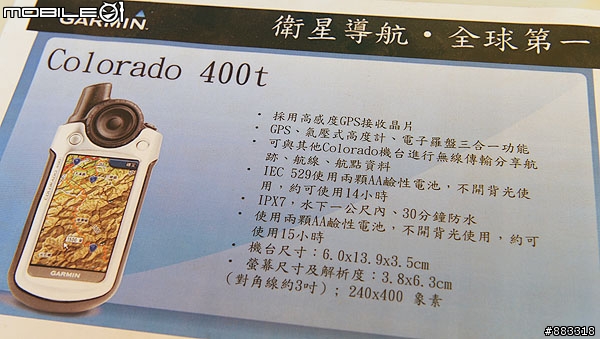 MOBILE01
GARMIN
衛星導航・全球第一
Colorado 400t
• 採用高感度GPS接收晶片
• GPS、氣壓式高度計、電子羅盤三合一功能
• 可與其他Colorado機台進行無線傳輸分享航
跡、航線、航點資料
• IEC 529使用兩顆AA鹼性電池，不開背光使
用，約可使用14小時
• IPX7，水下一公尺內、30分鐘防水
• 使用兩顆AA鹼性電池，不開背光使用，約可
使用15小時
• 機台尺寸：6.0x13.9x3.5cm
• 螢幕尺寸及解析度：3.8x6.3cm
(對角線約3吋)；240x400 象素
GARMIN
#883318